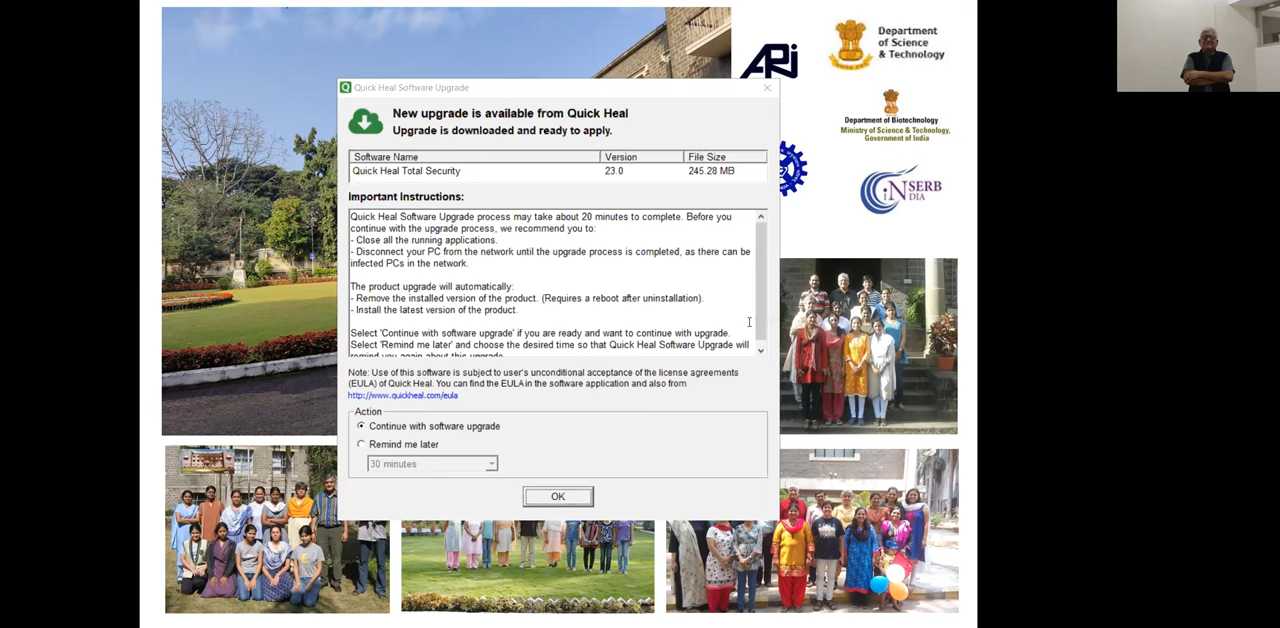 Department
of Science
& Technology
ARi
Department of Biotechnology
Ministry of Science & Technology,
Government of India
SERB
iNDIA
Quick Heal Software Upgrade
New upgrade is available from Quick Heal
Upgrade is downloaded and ready to apply.
Software Name Version File Size
Quick Heal Total Security 23.0 245.28 MB
Important Instructions:
Quick Heal Software Upgrade process may take about 20 minutes to complete. Before you
continue with the upgrade process, we recommend you to:
- Close all the running applications.
- Disconnect your PC from the network until the upgrade process is completed, as there can be
infected PCs in the network.
The product upgrade will automatically:
- Remove the installed version of the product. (Requires a reboot after uninstallation).
- Install the latest version of the product.
Select 'Continue with software upgrade' if you are ready and want to continue with upgrade.
Select 'Remind me later' and choose the desired time so that Quick Heal Software Upgrade will
remind you again about this upgrade
Note: Use of this software is subject to user's unconditional acceptance of the license agreements
(EULA) of Quick Heal. You can find the EULA in the software application and also from
http://www.quickheal.com/eula
Action
Continue with software upgrade
Remind me later
30 minutes
OK